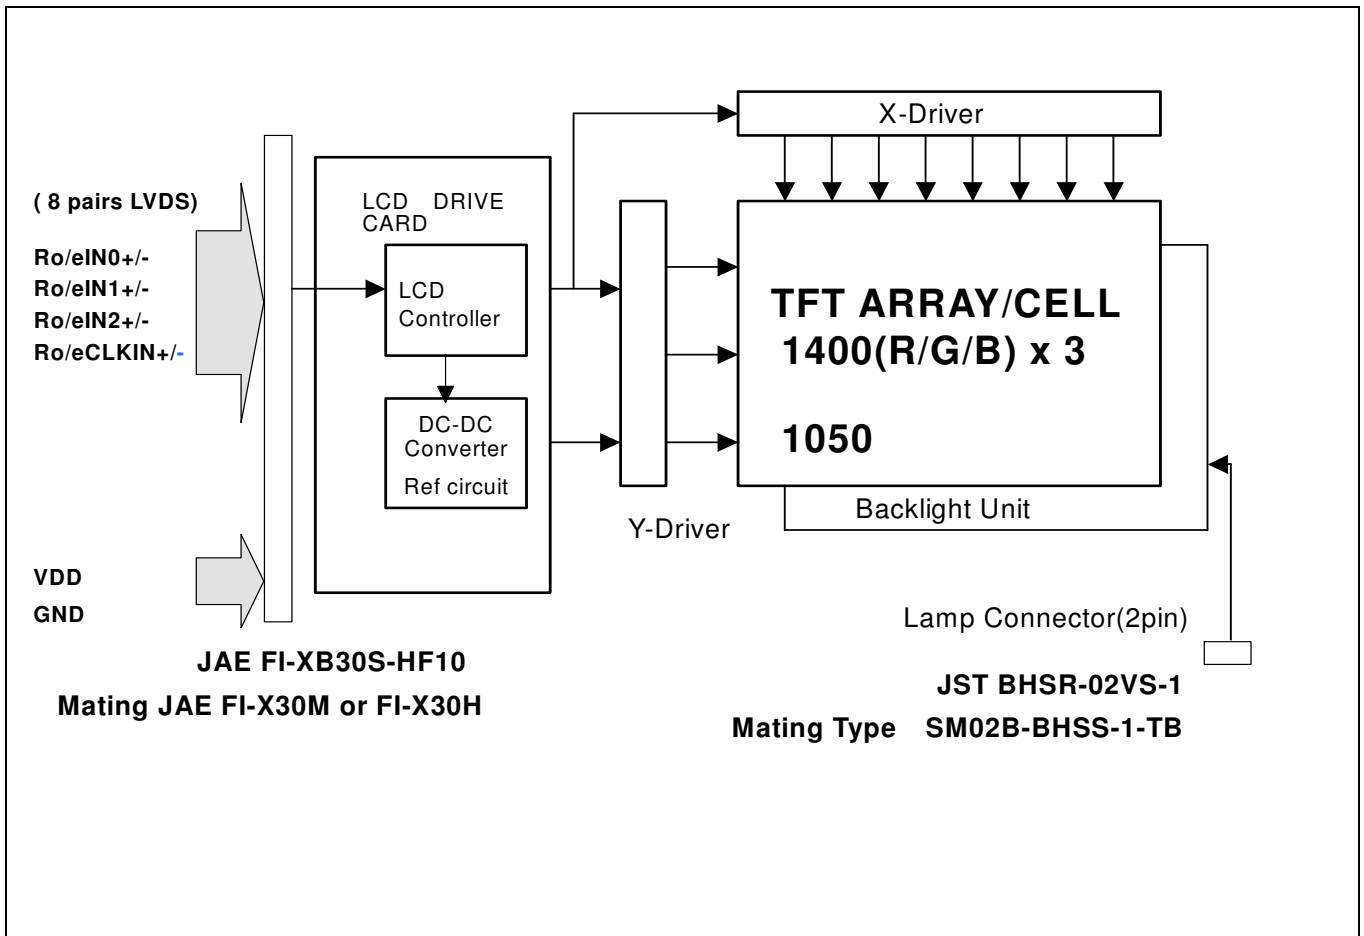 X-Driver
( 8 pairs LVDS)
Ro/eIN0+/-
Ro/eIN1+/-
Ro/eIN2+/-
Ro/eCLKIN+/-
LCD DRIVE
CARD
LCD
Controller
DC-DC
Converter
Ref circuit
TFT ARRAY/CELL
1400(R/G/B) x 3
1050
Backlight Unit
Y-Driver
VDD
GND
Lamp Connector(2pin)
JAE FI-XB30S-HF10
Mating JAE FI-X30M or FI-X30H
JST BHSR-02VS-1
Mating Type SM02B-BHSS-1-TB